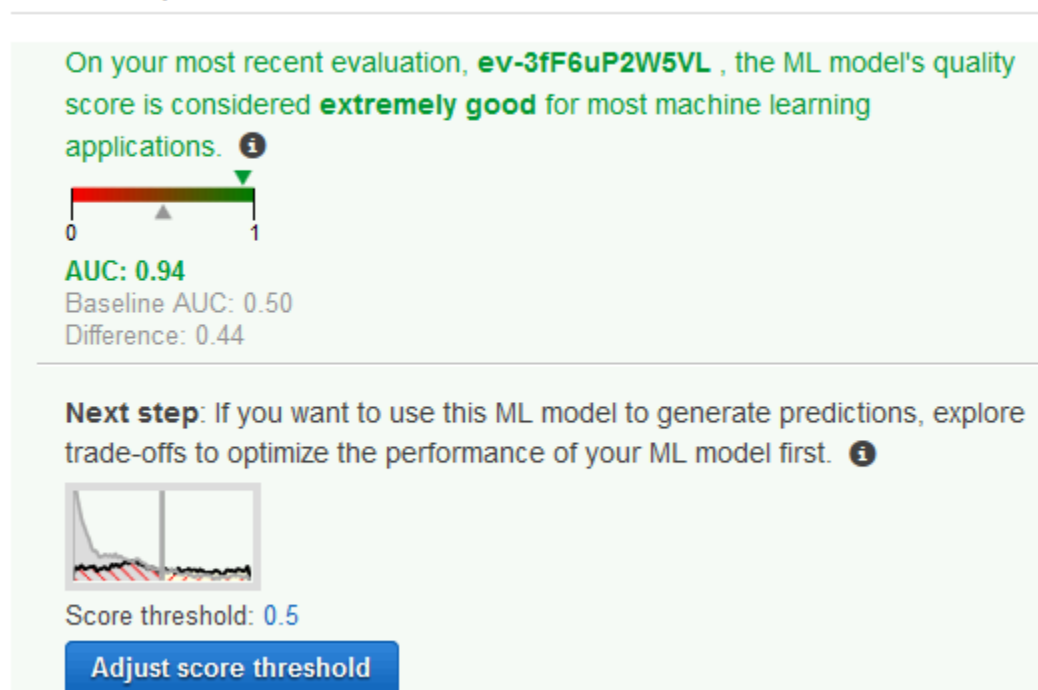 On your most recent evaluation, ev-3fF6uP2W5VL , the ML model's quality
score is considered extremely good for most machine learning
applications.
0 1
AUC: 0.94
Baseline AUC: 0.50
Difference: 0.44
Next step: If you want to use this ML model to generate predictions, explore
trade-offs to optimize the performance of your ML model first.
Score threshold: 0.5
Adjust score threshold